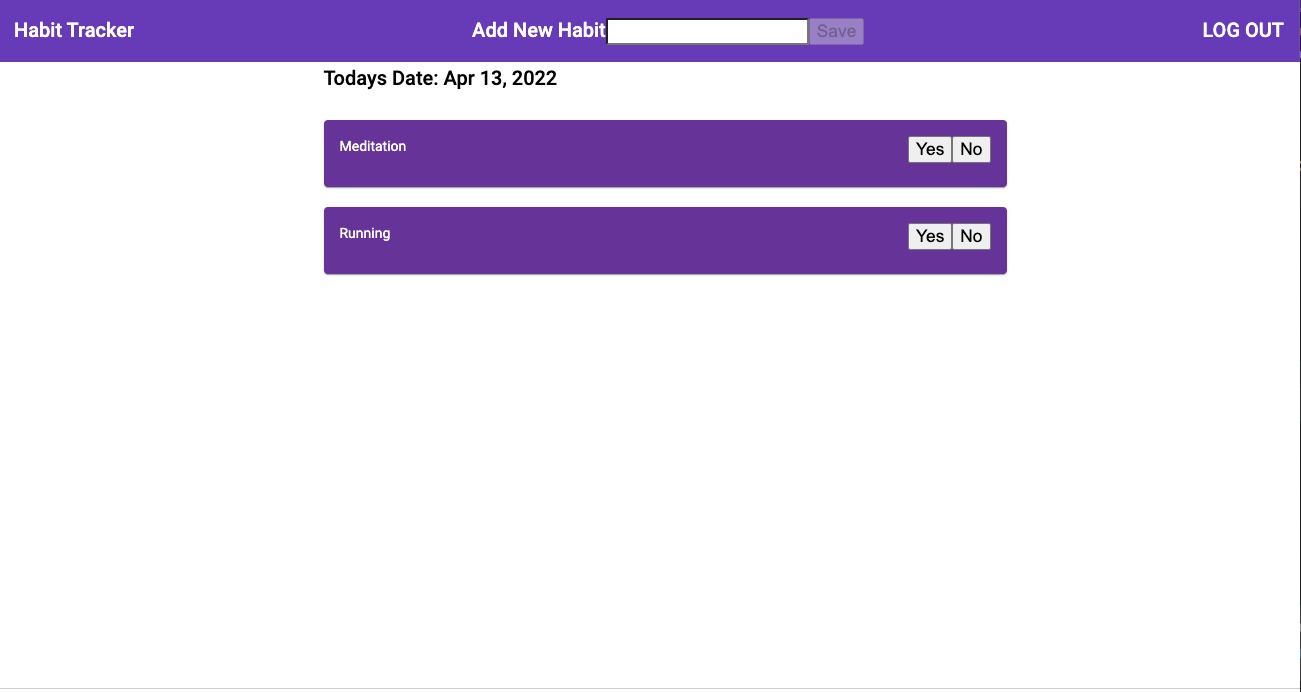 Habit Tracker Add New Habit Save LOG OUT
Todays Date: Apr 13, 2022
Meditation Yes No
Running Yes No